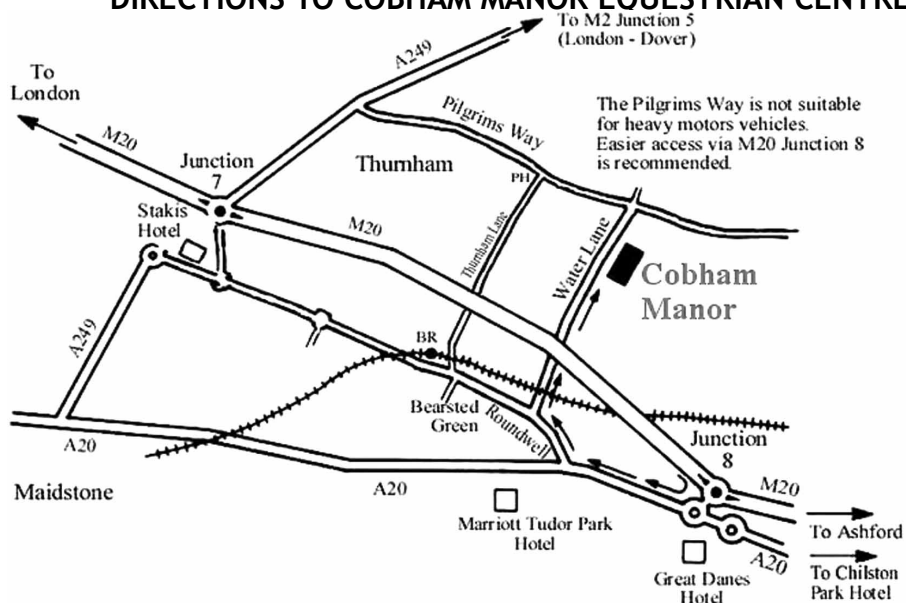 DIRECTIONS TO COBHAM MANOR EQUESTRIAN CENTRE
To M2 Junction 5
(London - Dover)
A249
To
London
M20
Pilgrims Way
The Pilgrims Way is not suitable
for heavy motors vehicles.
Easier access via M20 Junction 8
is recommended.
Junction
7
Thurnham
PH
Stakis
Hotel
M20
Thurnham Lane
Water Lane
Cobham
Manor
A249
BR
Bearsted
Green
Roundwell
Junction
8
A20
Maidstone
A20
M20
Marriott Tudor Park
Hotel
To Ashford
A20
Great Danes
Hotel
To Chilston
Park Hotel